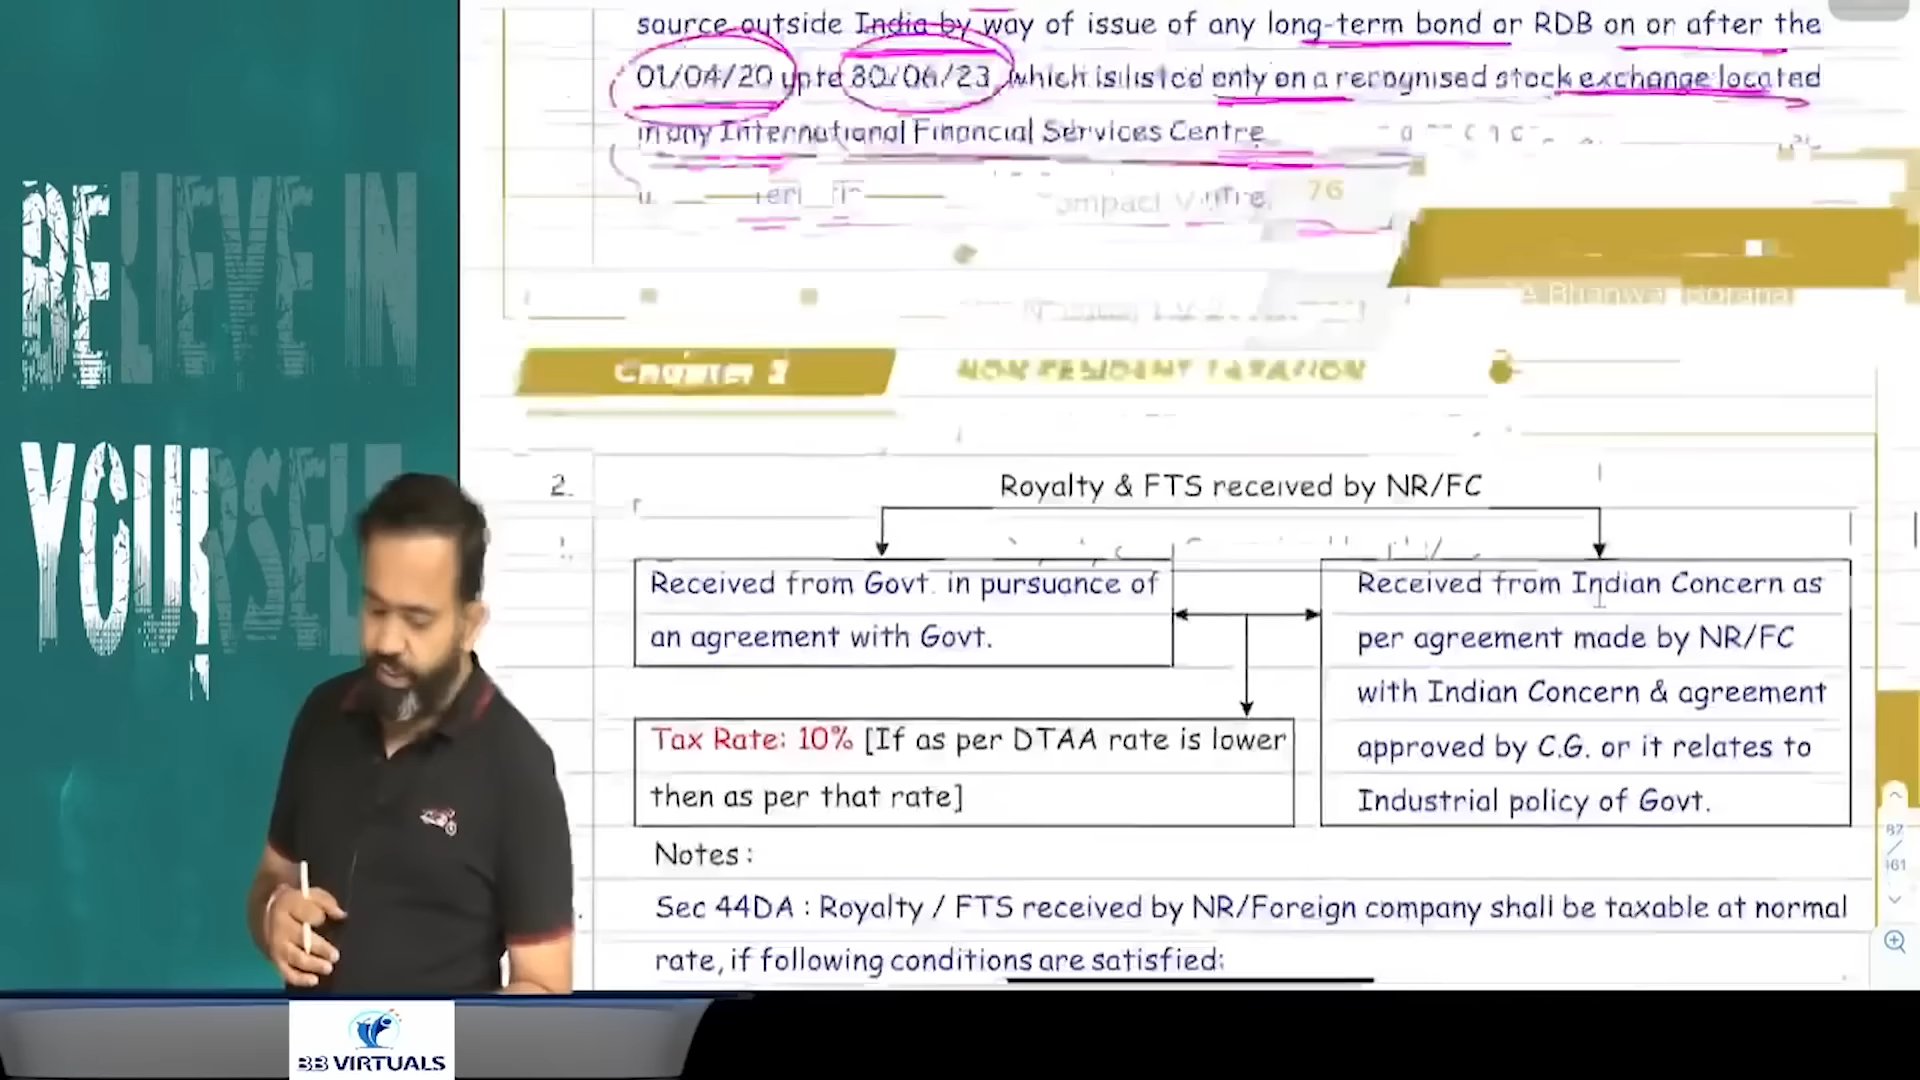 BELIEVE IN
YOURSELF
source outside India by way of issue of any long-term bond or RDB on or after the
01/04/20 upto 30/06/23 which is listed only on a recognised stock exchange located
in any International Financial Services Centre
76
CA Bhanwar Borana
Chapter 2
NON RESIDENT TAXATION
2.
Royalty & FTS received by NR/FC
Received from Govt. in pursuance of
an agreement with Govt.
Received from Indian Concern as
per agreement made by NR/FC
with Indian Concern & agreement
approved by C.G. or it relates to
Industrial policy of Govt.
Tax Rate: 10% [If as per DTAA rate is lower
then as per that rate]
Notes :
Sec 44DA : Royalty / FTS received by NR/Foreign company shall be taxable at normal
rate, if following conditions are satisfied:
87
/
161
BB VIRTUALS